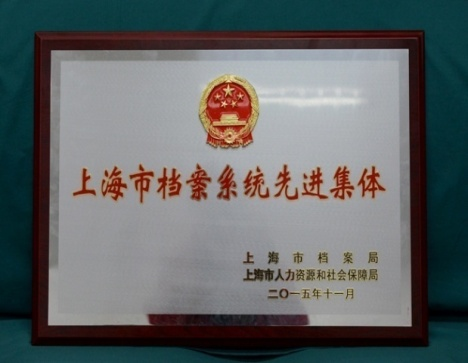 上海市档案系统先进集体
上海市档案局
上海市人力资源和社会保障局
二〇一五年十一月